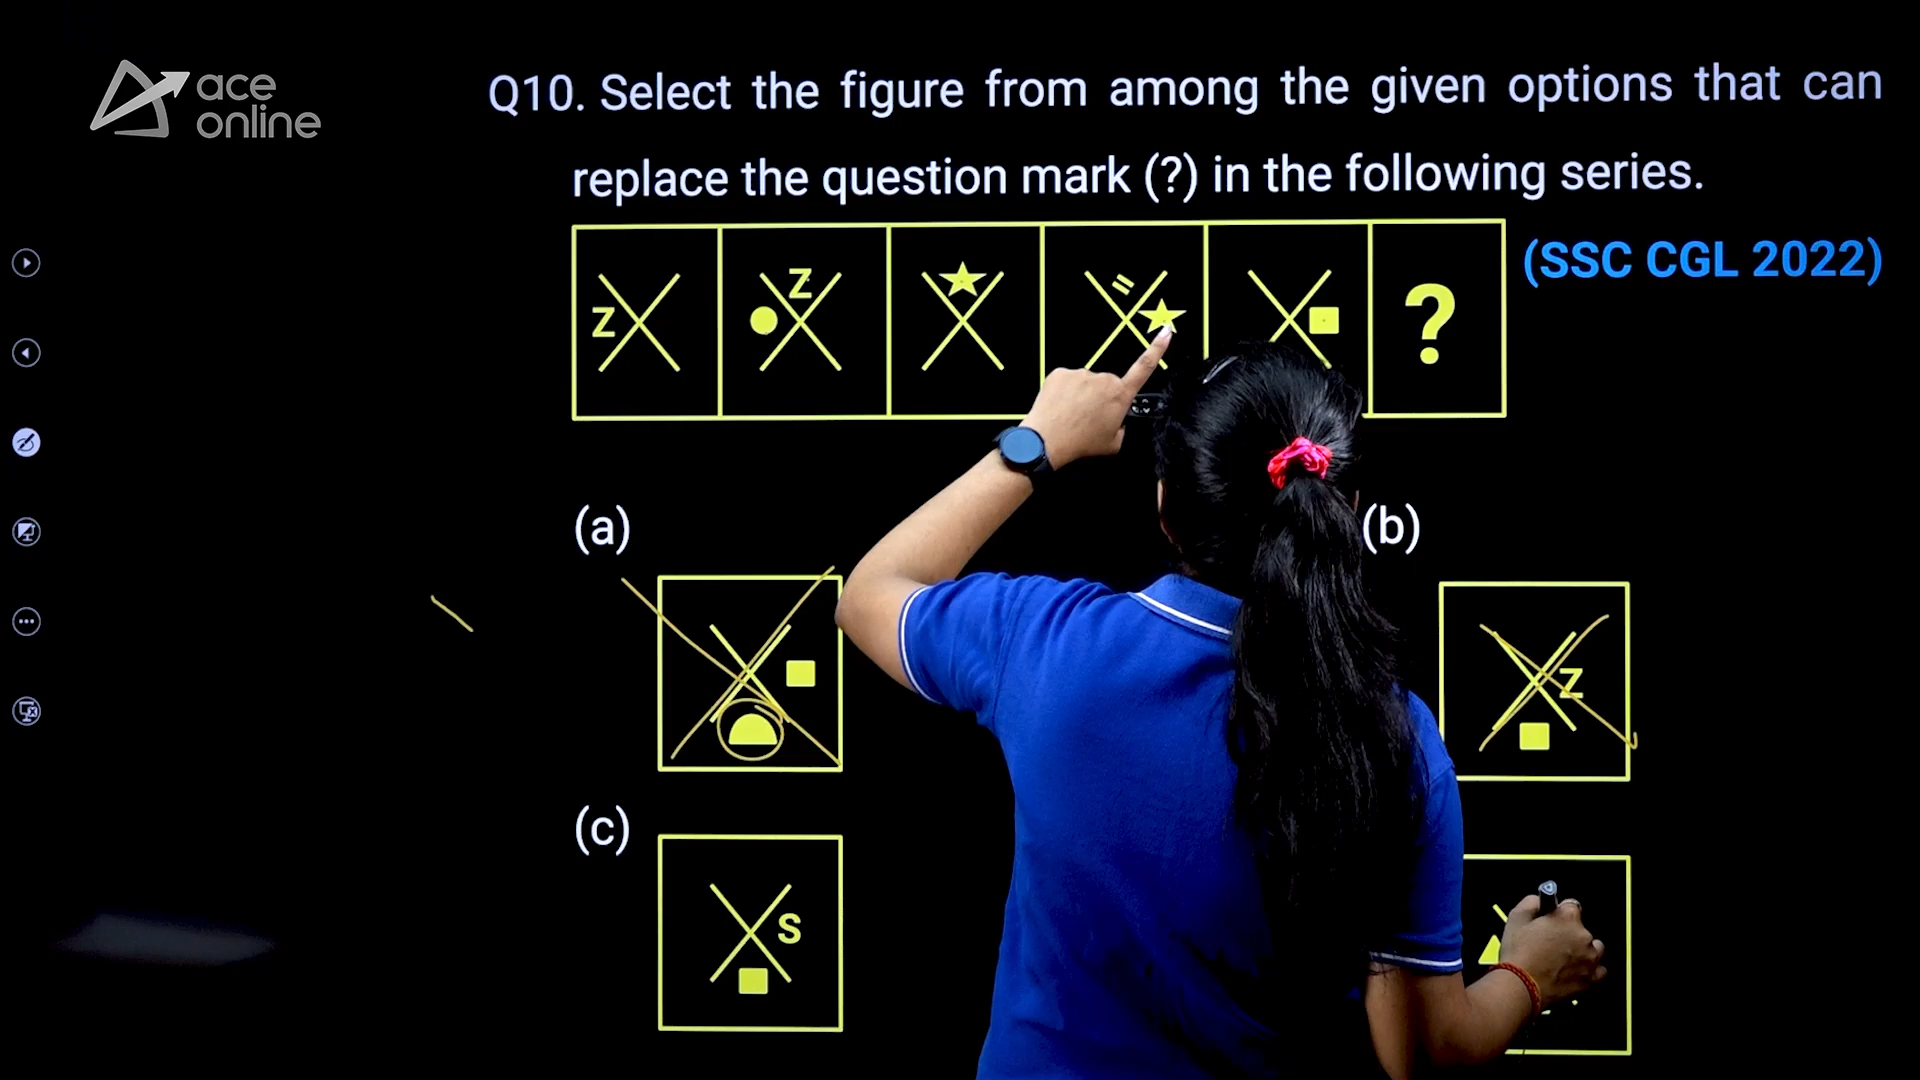 ace
online
Q10. Select the figure from among the given options that can
replace the question mark (?) in the following series.
(SSC CGL 2022)
Z
Z
=
?
(a)
(b)
Z
(c)
S